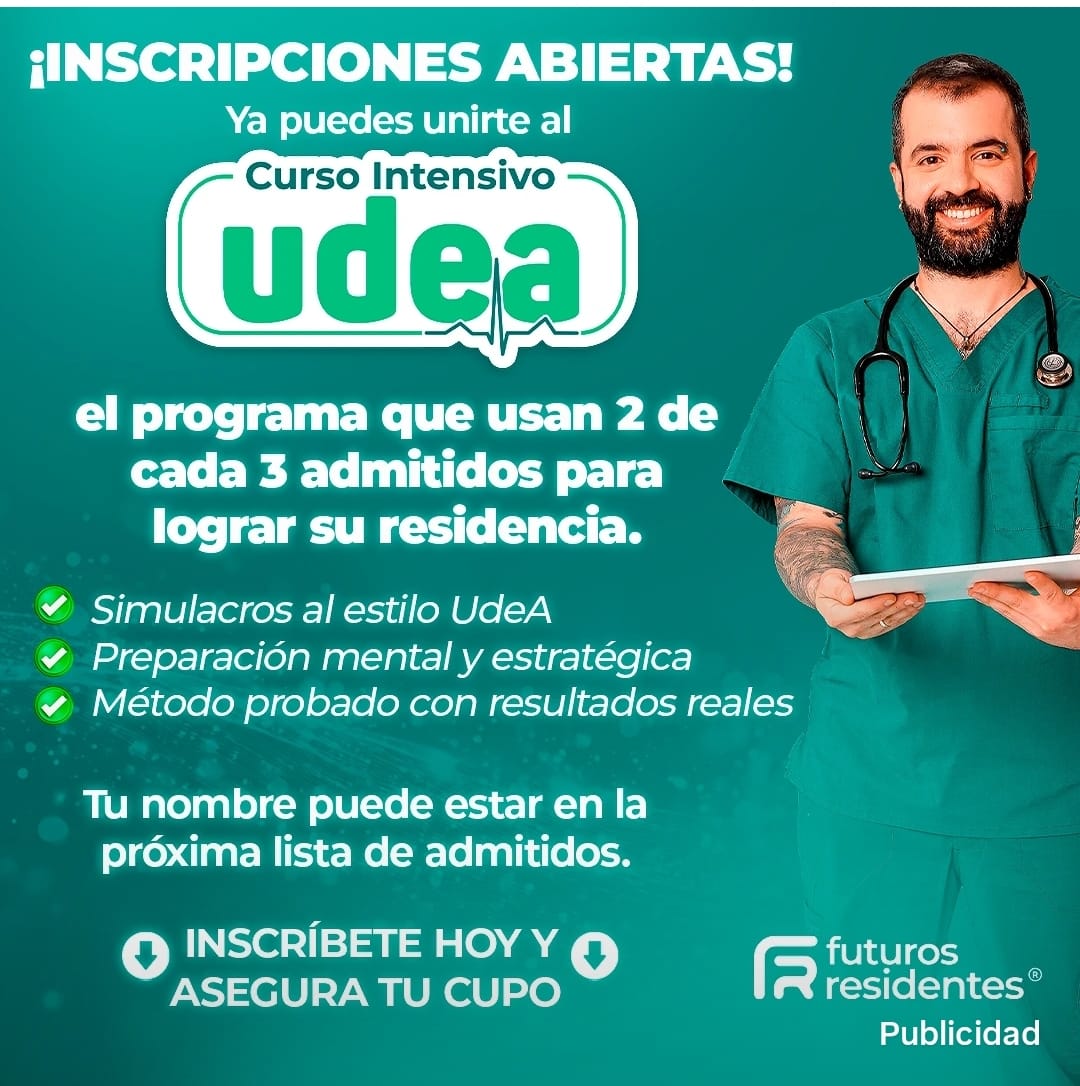 ¡INSCRIPCIONES ABIERTAS!
Ya puedes unirte al
Curso Intensivo
udea
el programa que usan 2 de
cada 3 admitidos para
lograr su residencia.
Simulacros al estilo UdeA
Preparación mental y estratégica
Método probado con resultados reales
Tu nombre puede estar en la
próxima lista de admitidos.
INSCRÍBETE HOY Y
ASEGURA TU CUPO
futuros
residentes®
Publicidad